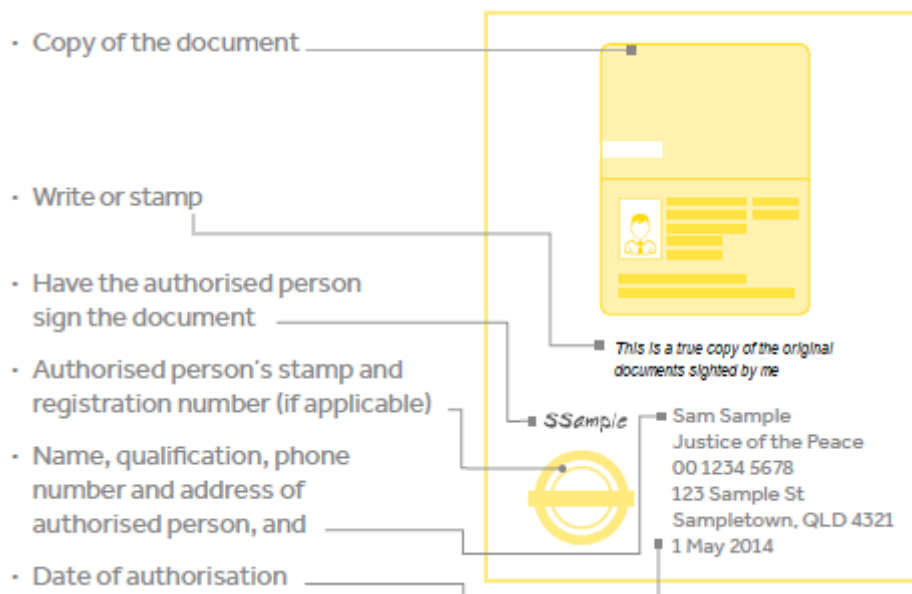 · Copy of the document
· Write or stamp
· Have the authorised person
sign the document
· Authorised person's stamp and
registration number (if applicable)
· Name, qualification, phone
number and address of
authorised person, and
· Date of authorisation
This is a true copy of the original
documents sighted by me
SSample
Sam Sample
Justice of the Peace
00 1234 5678
123 Sample St
Sampletown, QLD 4321
1 May 2014